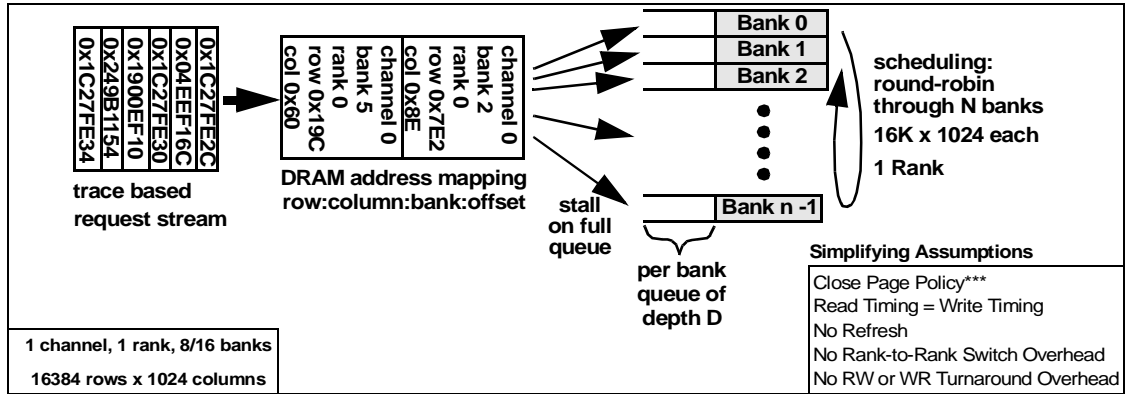 0x1C27FE2C
0x04EEF16C
0x1C27FE30
0x1900EF10
0x249B1154
0x1C27FE34
trace based
request stream
channel 0
bank 2
rank 0
row 0x7E2
col 0x8E
channel 0
bank 5
rank 0
row 0x19C
col 0x60
DRAM address mapping
row:column:bank:offset
stall
on full
queue
Bank 0
Bank 1
Bank 2
Bank n -1
per bank
queue of
depth D
scheduling:
round-robin
through N banks
16K x 1024 each
1 Rank
Simplifying Assumptions
Close Page Policy***
Read Timing = Write Timing
No Refresh
No Rank-to-Rank Switch Overhead
No RW or WR Turnaround Overhead
1 channel, 1 rank, 8/16 banks
16384 rows x 1024 columns